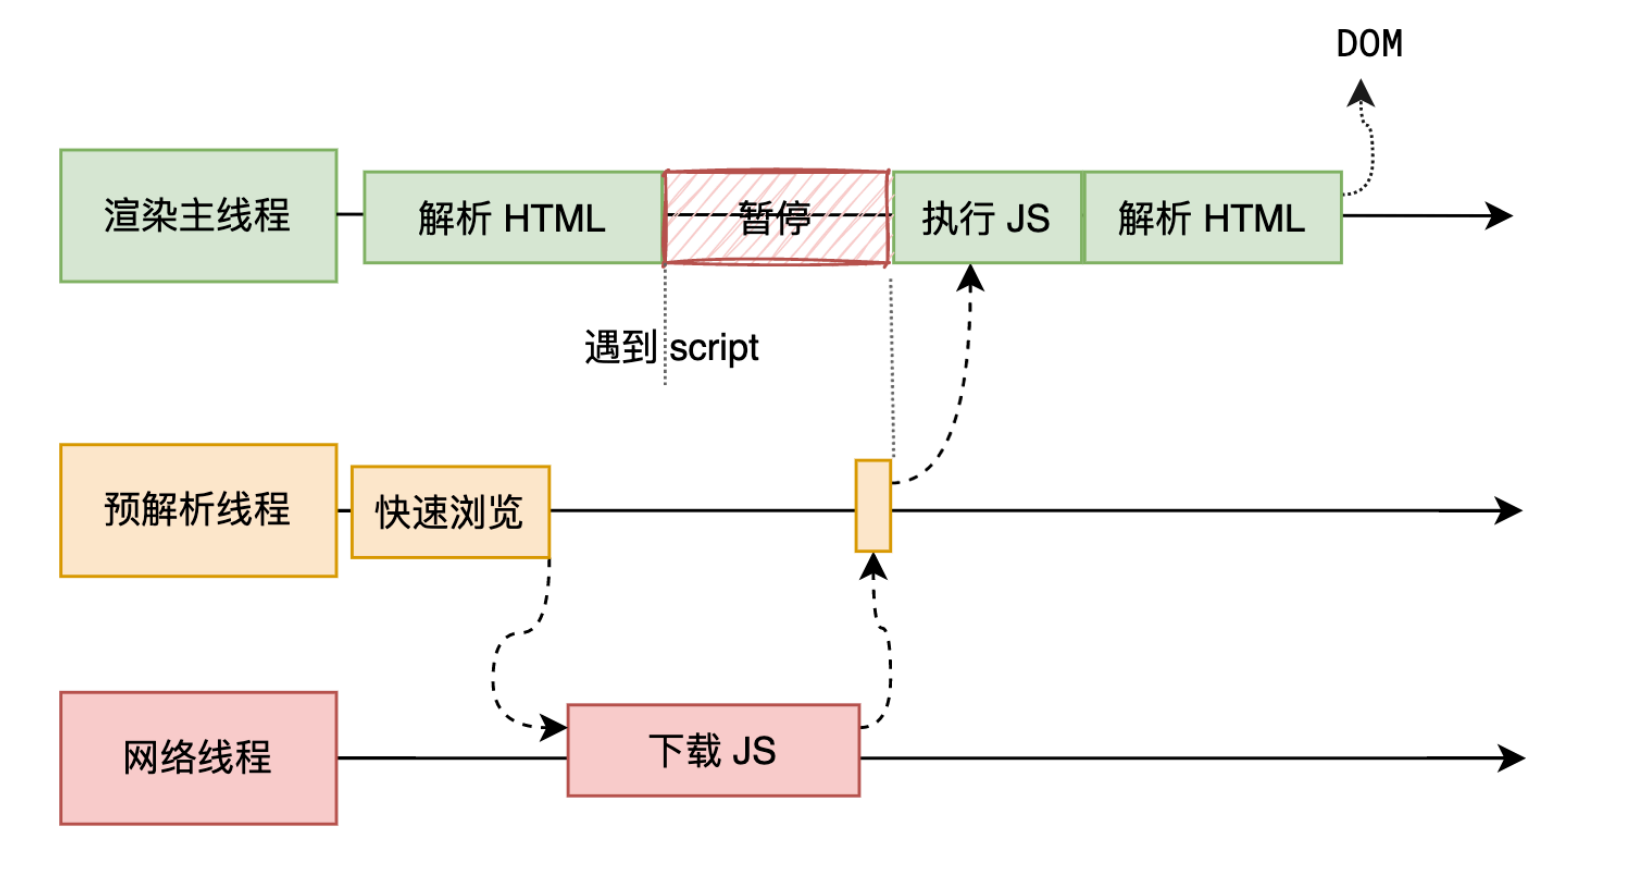 DOM
渲染主线程
解析 HTML
暂停
执行 JS
解析 HTML
遇到 script
预解析线程
快速浏览
网络线程
下载 JS